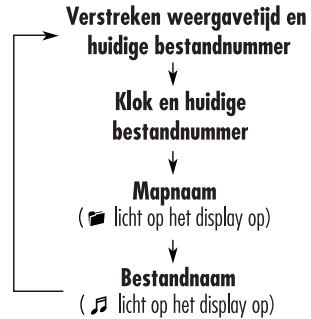 Verstreken weergavetijd en
huidige bestandnummer
Klok en huidige
bestandnummer
Mapnaam
( licht op het display op)
Bestandnaam
( licht op het display op)